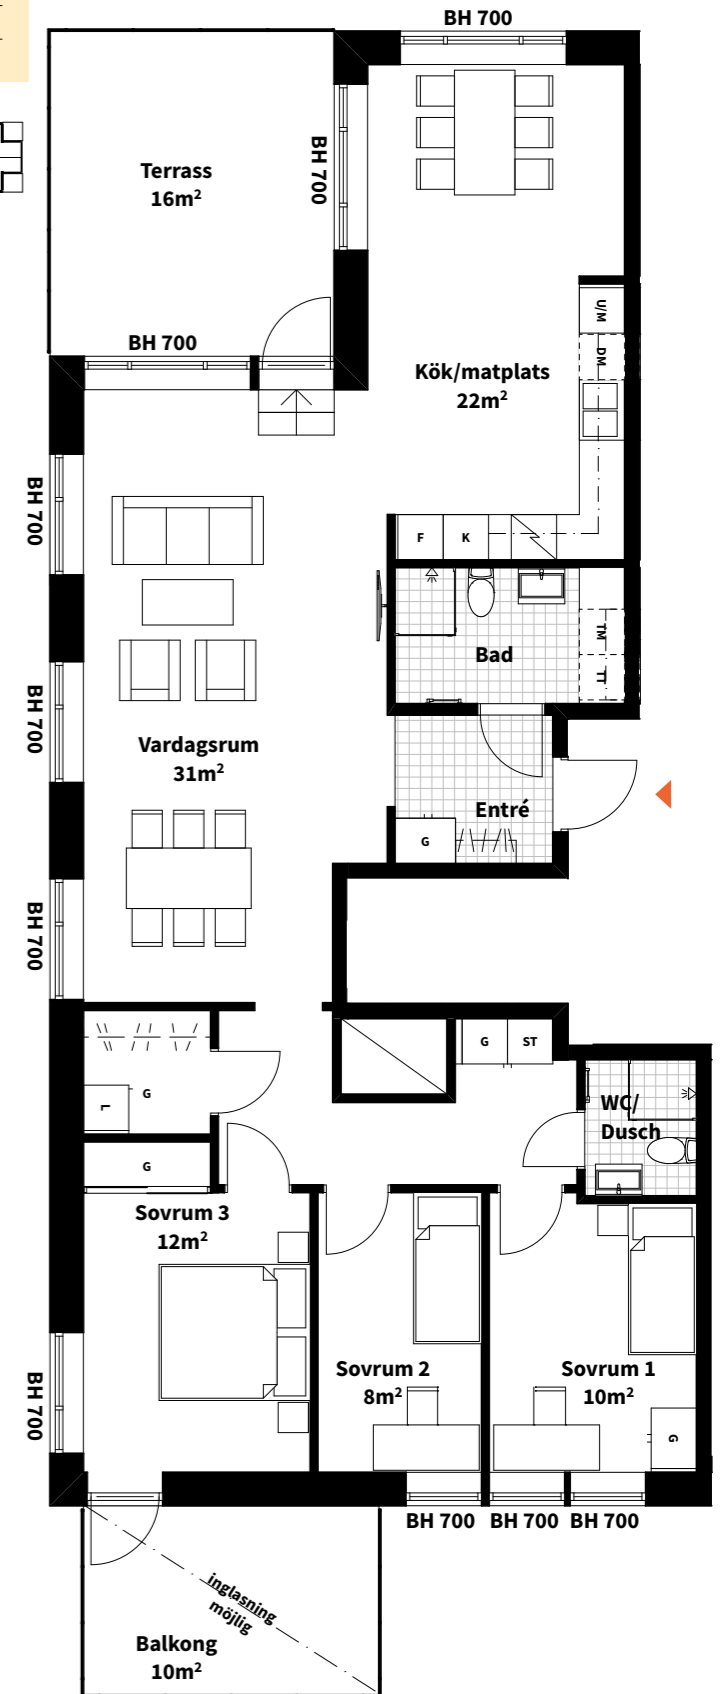 BH 700
Terrass
16m²
BH 700
BH 700
U/M
DM
Kök/matplats
22m²
BH 700
F
K
TM
TT
Bad
BH 700
Vardagsrum
31m²
Entré
G
BH 700
G
ST
L
G
WC/
Dusch
G
Sovrum 3
12m²
Sovrum 2
8m²
Sovrum 1
10m²
BH 700
G
BH 700
BH 700
BH 700
inglasning
möjlig
Balkong
10m²